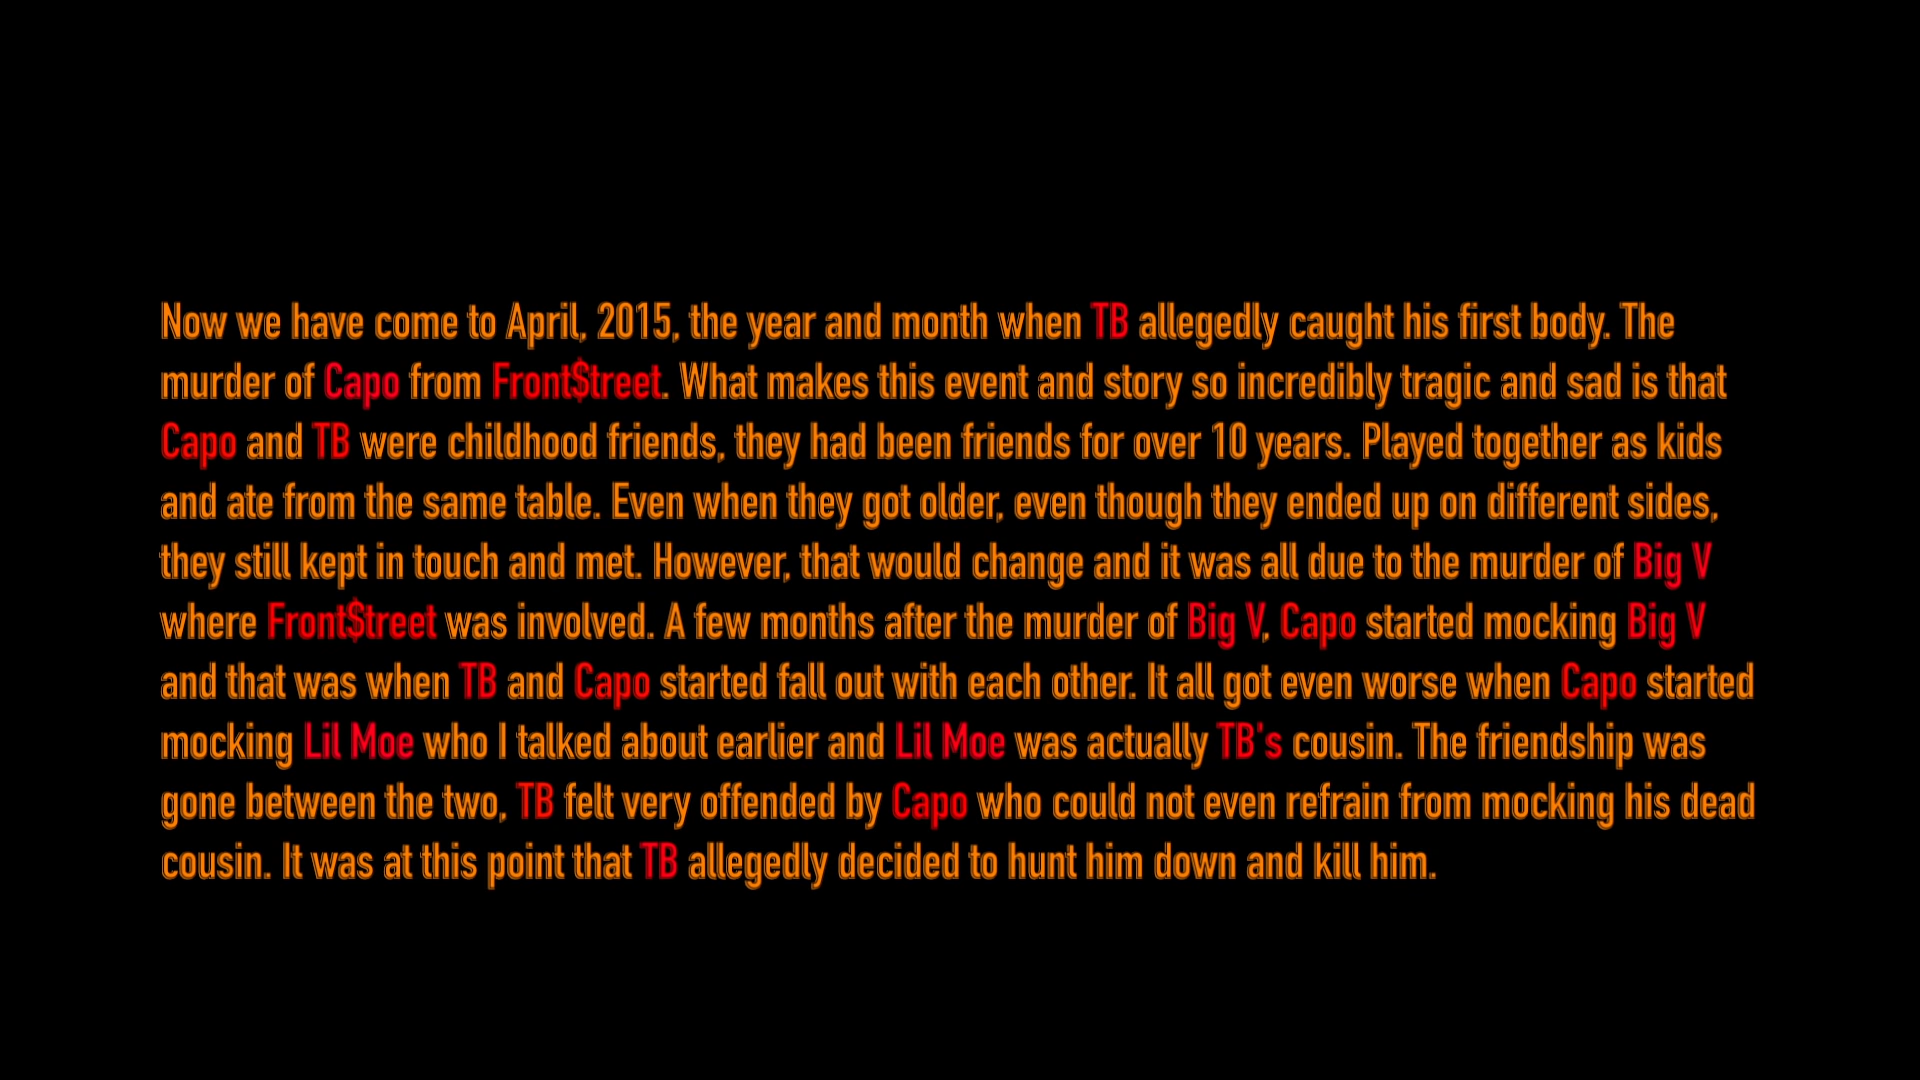 Now we have come to April, 2015, the year and month when TB allegedly caught his first body. The
murder of Capo from Front$treet. What makes this event and story so incredibly tragic and sad is that
Capo and TB were childhood friends, they had been friends for over 10 years. Played together as kids
and ate from the same table. Even when they got older, even though they ended up on different sides,
they still kept in touch and met. However, that would change and it was all due to the murder of Big V
where Front$treet was involved. A few months after the murder of Big V, Capo started mocking Big V
and that was when TB and Capo started fall out with each other. It all got even worse when Capo started
mocking Lil Moe who I talked about earlier and Lil Moe was actually TB's cousin. The friendship was
gone between the two, TB felt very offended by Capo who could not even refrain from mocking his dead
cousin. It was at this point that TB allegedly decided to hunt him down and kill him.